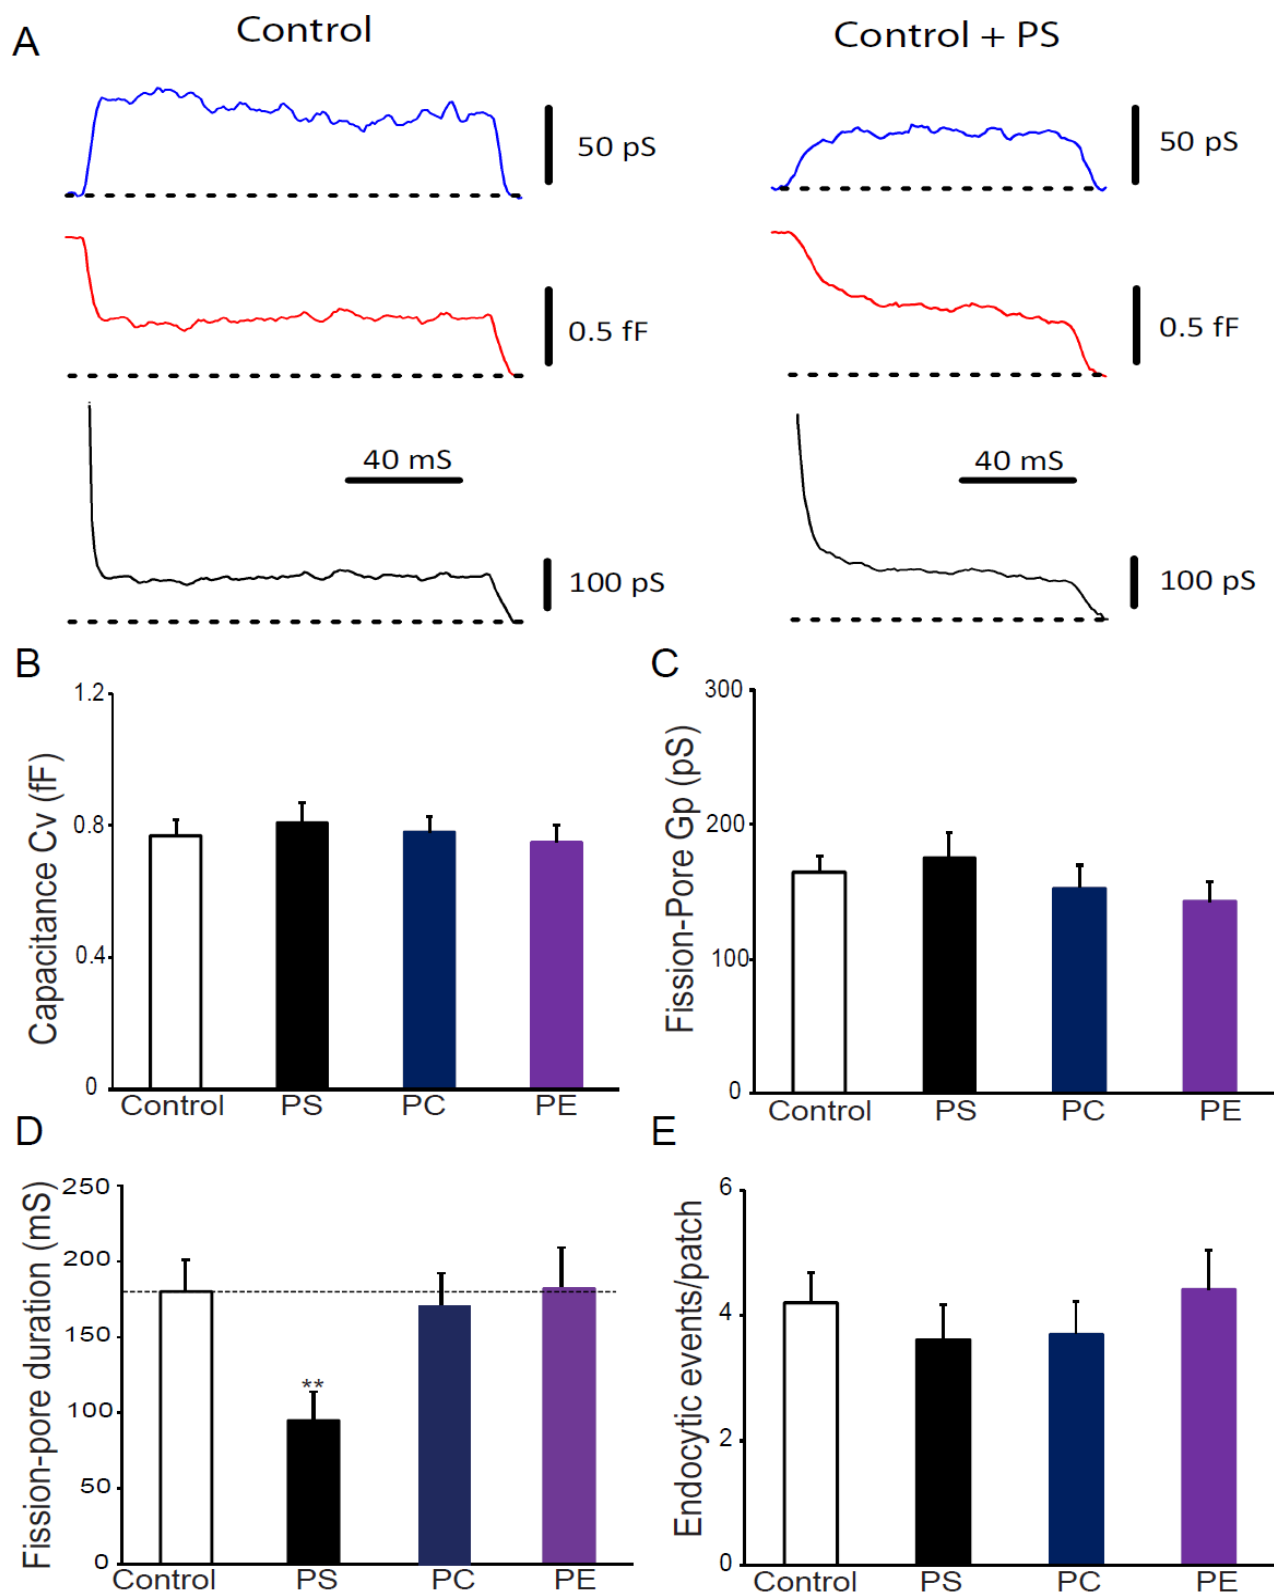 A
Control
Control + PS
50 pS
50 pS
0.5 fF
0.5 fF
40 mS
40 mS
100 pS
100 pS
B
C
Capacitance Cv (fF)
1.2
0.8
0.4
0
Control PS PC PE
Fission-Pore Gp (pS)
300
200
100
0
Control PS PC PE
D
E
Fission-pore duration (mS)
250
200
150
100
50
0
**
Control PS PC PE
Endocytic events/patch
6
4
2
0
Control PS PC PE